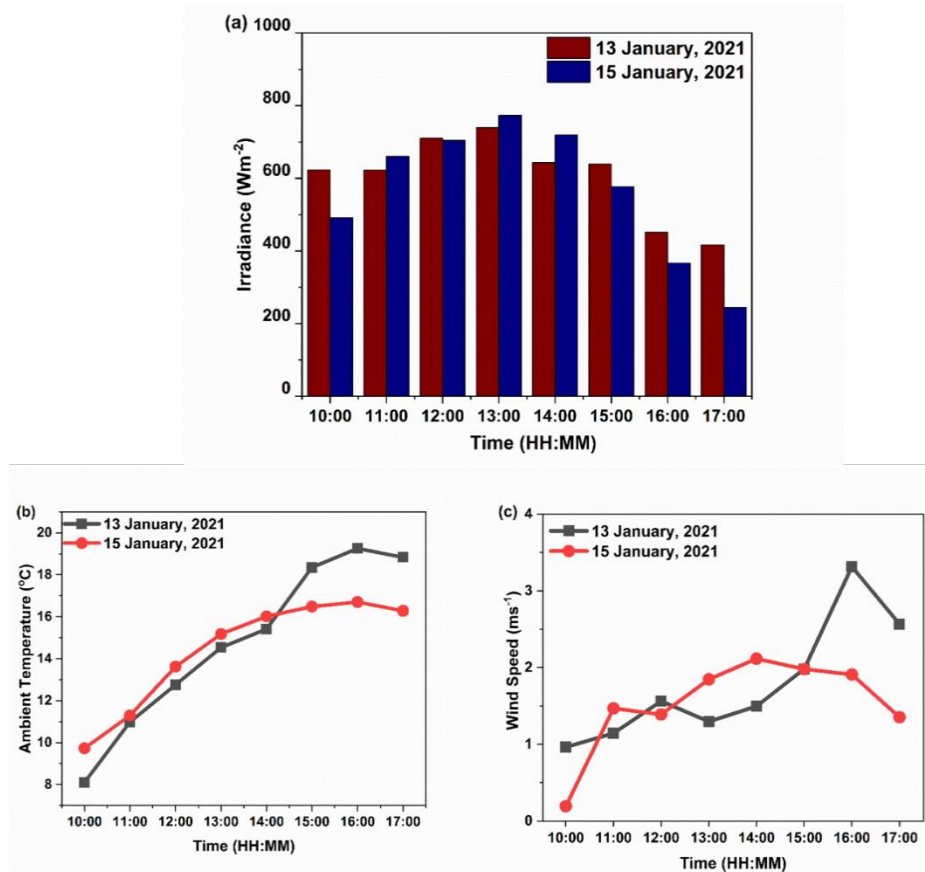 (a)
1000
13 January, 2021
15 January, 2021
800
600
400
200
0
Irradiance (Wm⁻²)
10:00 11:00 12:00 13:00 14:00 15:00 16:00 17:00
Time (HH:MM)
(b)
13 January, 2021
15 January, 2021
20
18
16
14
12
10
8
Ambient Temperature (°C)
10:00 11:00 12:00 13:00 14:00 15:00 16:00 17:00
Time (HH:MM)
(c)
13 January, 2021
15 January, 2021
4
3
2
1
0
Wind Speed (ms⁻¹)
10:00 11:00 12:00 13:00 14:00 15:00 16:00 17:00
Time (HH:MM)